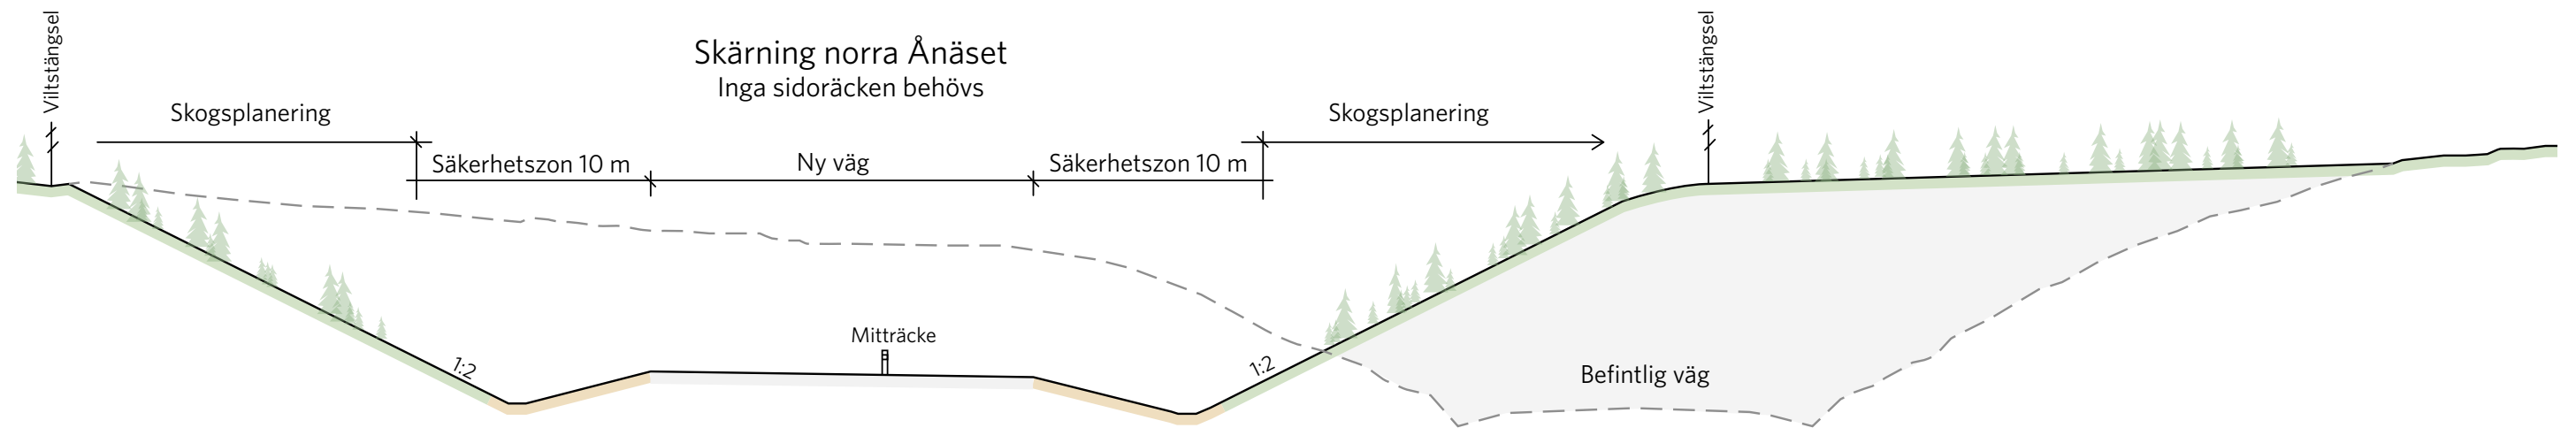 Viltstängsel
Skärning norra Ånäset
Inga sidoräcken behövs
Viltstängsel
Skogsplanering
Skogsplanering
Säkerhetszon 10 m
Ny väg
Säkerhetszon 10 m
Mitträcke
1:2
1:2
Befintlig väg